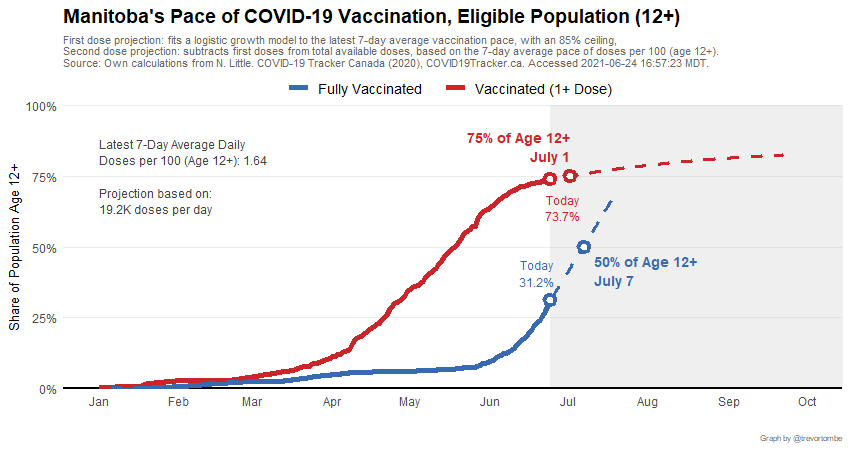 Manitoba's Pace of COVID-19 Vaccination, Eligible Population (12+)
First dose projection: fits a logistic growth model to the latest 7-day average vaccination pace, with an 85% ceiling,
Second dose projection: subtracts first doses from total available doses, based on the 7-day average pace of doses per 100 (age 12+).
Source: Own calculations from N. Little. COVID-19 Tracker Canada (2020), COVID19Tracker.ca. Accessed 2021-06-24 16:57:23 MDT.
Fully Vaccinated
Vaccinated (1+ Dose)
100%
75%
50%
25%
0%
Share of Population Age 12+
Latest 7-Day Average Daily
Doses per 100 (Age 12+): 1.64
Projection based on:
19.2K doses per day
75% of Age 12+
July 1
Today
73.7%
Today
31.2%
50% of Age 12+
July 7
Jan
Feb
Mar
Apr
May
Jun
Jul
Aug
Sep
Oct
Graph by @trevortombe